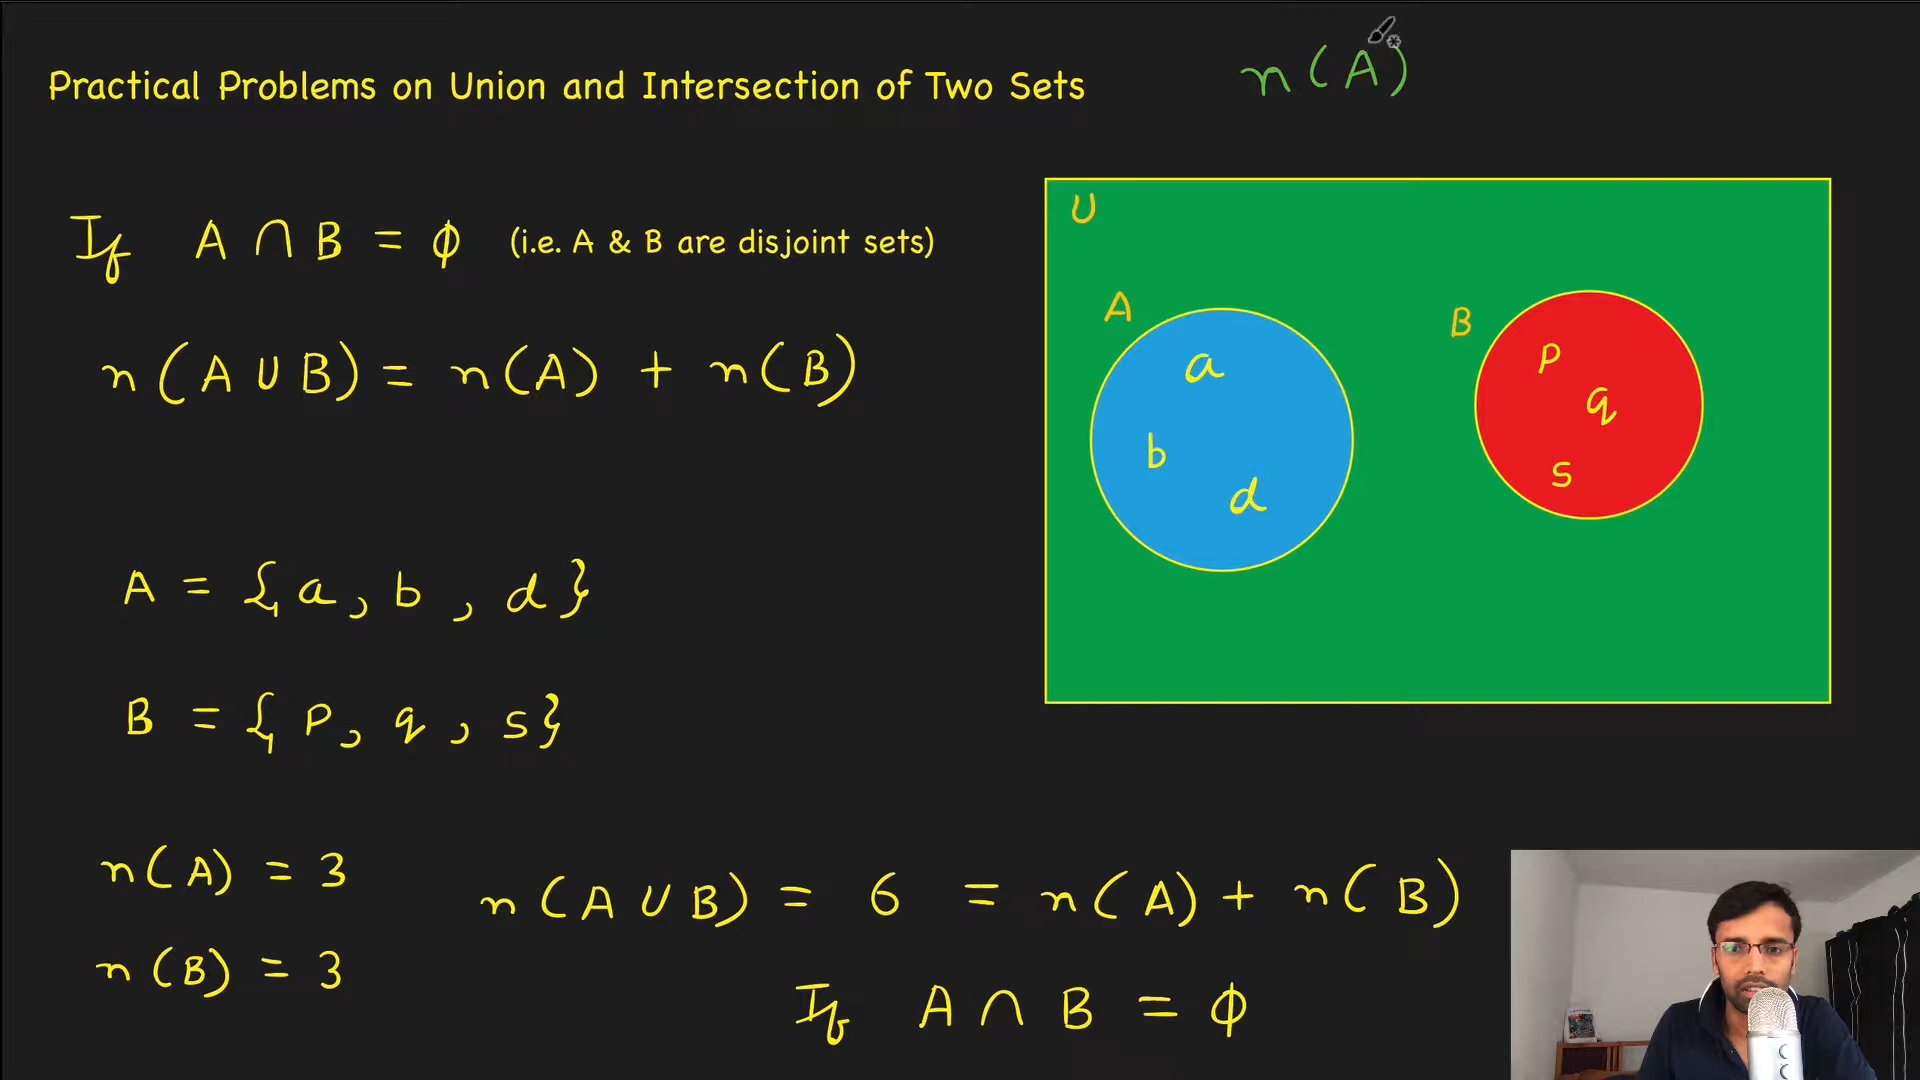 Practical Problems on Union and Intersection of Two Sets
n(A)
If A ∩ B = ϕ (i.e. A & B are disjoint sets)
n(A ∪ B) = n(A) + n(B)
U
A
B
a
b
d
p
q
s
A = {a, b, d}
B = {p, q, s}
n(A) = 3
n(B) = 3
n(A ∪ B) = 6 = n(A) + n(B)
If A ∩ B = ϕ